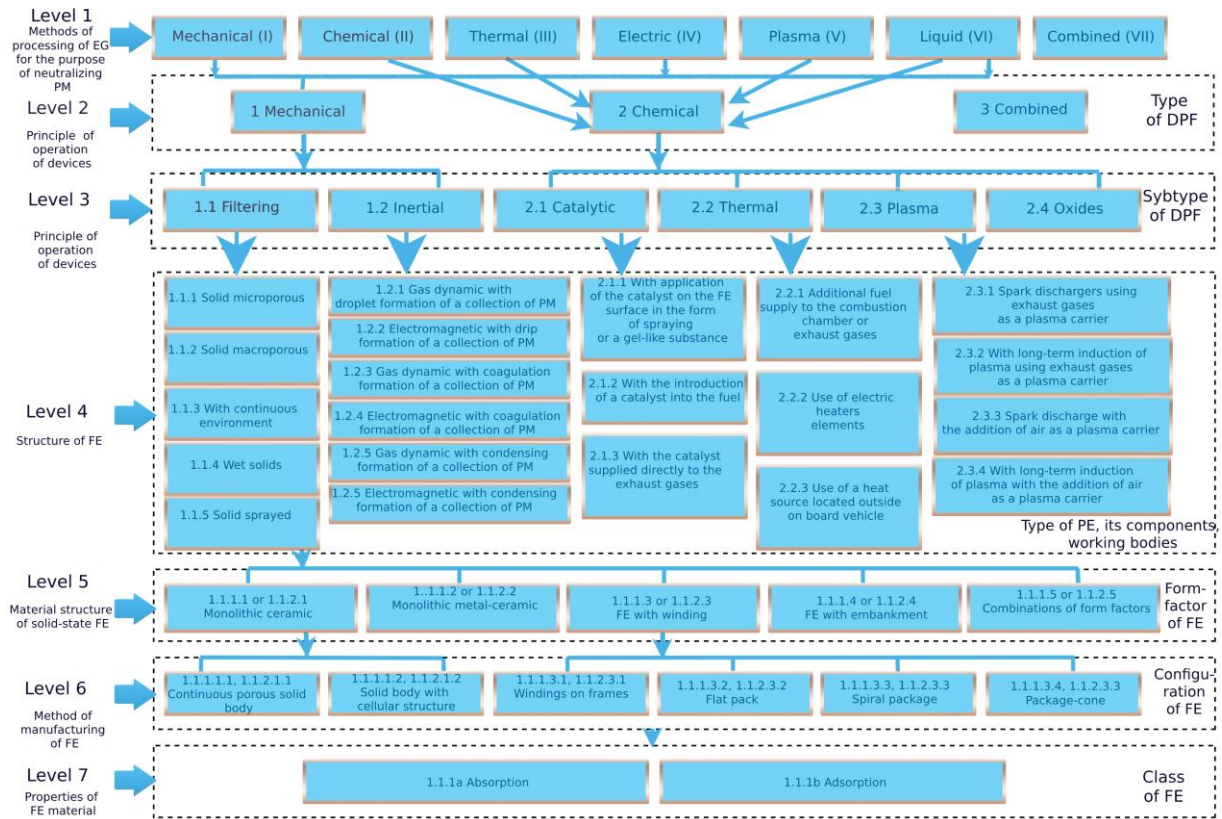 Level 1
Methods of
processing of EG
for the purpose
of neutralizing
PM
Mechanical (I)
Chemical (II)
Thermal (III)
Electric (IV)
Plasma (V)
Liquid (VI)
Combined (VII)
Level 2
Principle of
operation
of devices
1 Mechanical
2 Chemical
3 Combined
Type
of DPF
Level 3
Principle of
operation
of devices
1.1 Filtering
1.2 Inertial
2.1 Catalytic
2.2 Thermal
2.3 Plasma
2.4 Oxides
Sybtype
of DPF
Level 4
Structure of FE
1.1.1 Solid microporous
1.1.2 Solid macroporous
1.1.3 With continuous
environment
1.1.4 Wet solids
1.1.5 Solid sprayed
1.2.1 Gas dynamic with
droplet formation of a collection of PM
1.2.2 Electromagnetic with drip
formation of a collection of PM
1.2.3 Gas dynamic with coagulation
formation of a collection of PM
1.2.4 Electromagnetic with coagulation
formation of a collection of PM
1.2.5 Gas dynamic with condensing
formation of a collection of PM
1.2.5 Electromagnetic with condensing
formation of a collection of PM
2.1.1 With application
of the catalyst on the FE
surface in the form
of spraying
or a gel-like substance
2.1.2 With the introduction
of a catalyst into the fuel
2.1.3 With the catalyst
supplied directly to the
exhaust gases
2.2.1 Additional fuel
supply to the combustion
chamber or
exhaust gases
2.2.2 Use of electric
heaters
elements
2.2.3 Use of a heat
source located outside
on board vehicle
2.3.1 Spark dischargers using
exhaust gases
as a plasma carrier
2.3.2 With long-term induction of
plasma using exhaust gases
as a plasma carrier
2.3.3 Spark discharge with
the addition of air as a plasma carrier
2.3.4 With long-term induction
of plasma with the addition of air
as a plasma carrier
Type of PE, its components,
working bodies
Level 5
Material structure
of solid-state FE
1.1.1.1 or 1.1.2.1
Monolithic ceramic
1..1.1.2 or 1.1.2.2
Monolithic metal-ceramic
1.1.1.3 or 1.1.2.3
FE with winding
1.1.1.4 or 1.1.2.4
FE with embankment
1.1.1.5 or 1.1.2.5
Combinations of form factors
Form-
factor
of FE
Level 6
Method of
manufacturing
of FE
1.1.1.1.1, 1.1.2.1.1
Continuous porous solid
body
1.1.1.1.2, 1.1.2.1.2
Solid body with
cellular structure
1.1.1.3.1, 1.1.2.3.1
Windings on frames
1.1.1.3.2, 1.1.2.3.2
Flat pack
1.1.1.3.3, 1.1.2.3.3
Spiral package
1.1.1.3.4, 1.1.2.3.3
Package-cone
Configu-
ration
of FE
Level 7
Properties of
FE material
1.1.1a Absorption
1.1.1b Adsorption
Class
of FE